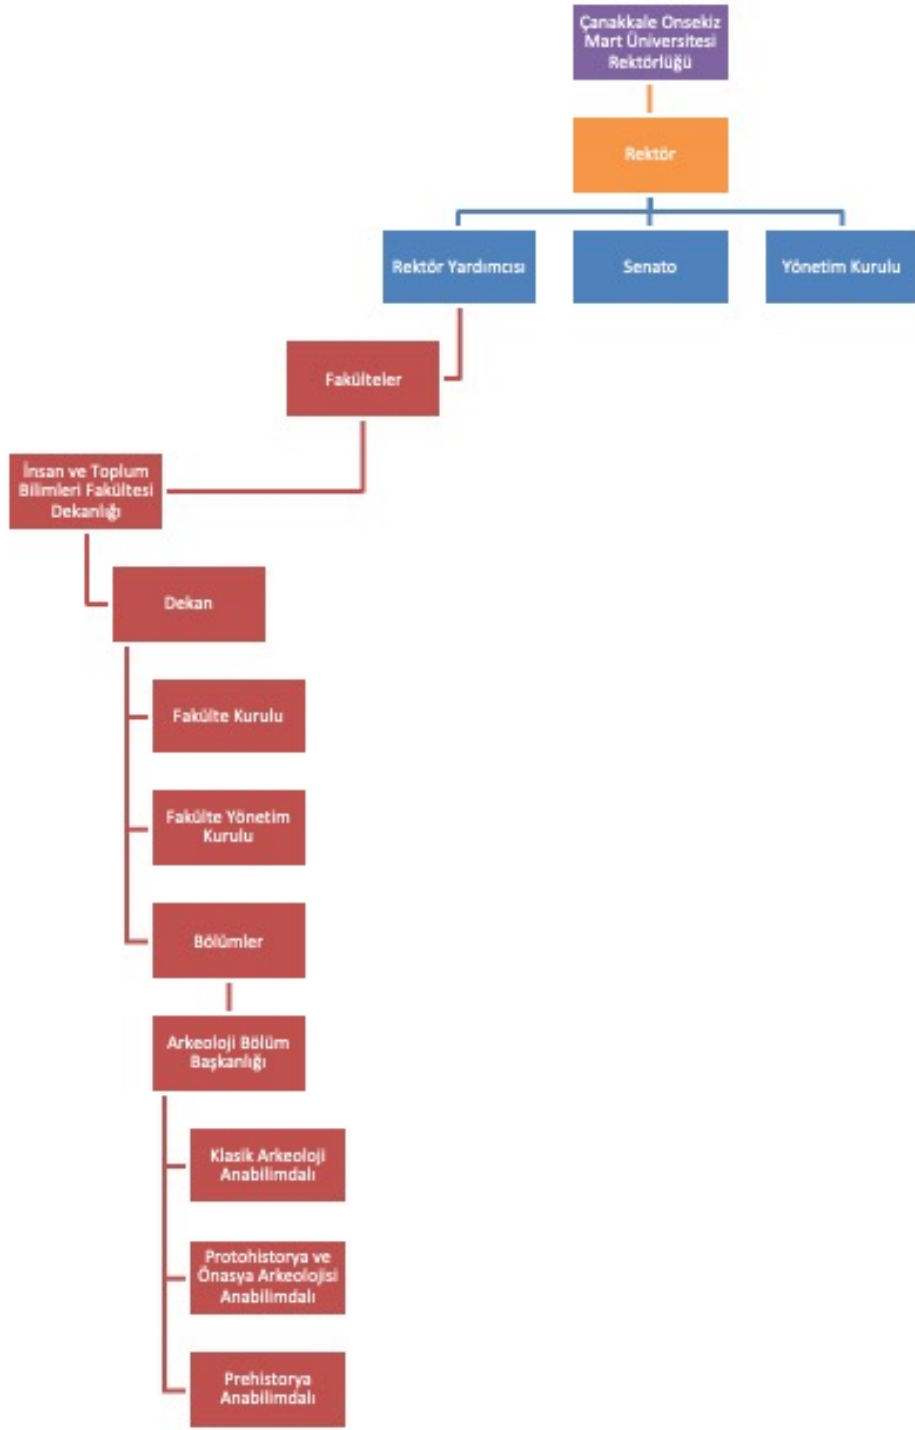 Çanakkale Onsekiz
Mart Üniversitesi
Rektörlüğü
Rektör
Rektör Yardımcısı
Senato
Yönetim Kurulu
Fakülteler
İnsan ve Toplum
Bilimleri Fakültesi
Dekanlığı
Dekan
Fakülte Kurulu
Fakülte Yönetim
Kurulu
Bölümler
Arkeoloji Bölüm
Başkanlığı
Klasik Arkeoloji
Anabilimdalı
Protohistorya ve
Önasya Arkeolojisi
Anabilimdalı
Prehistorya
Anabilimdalı